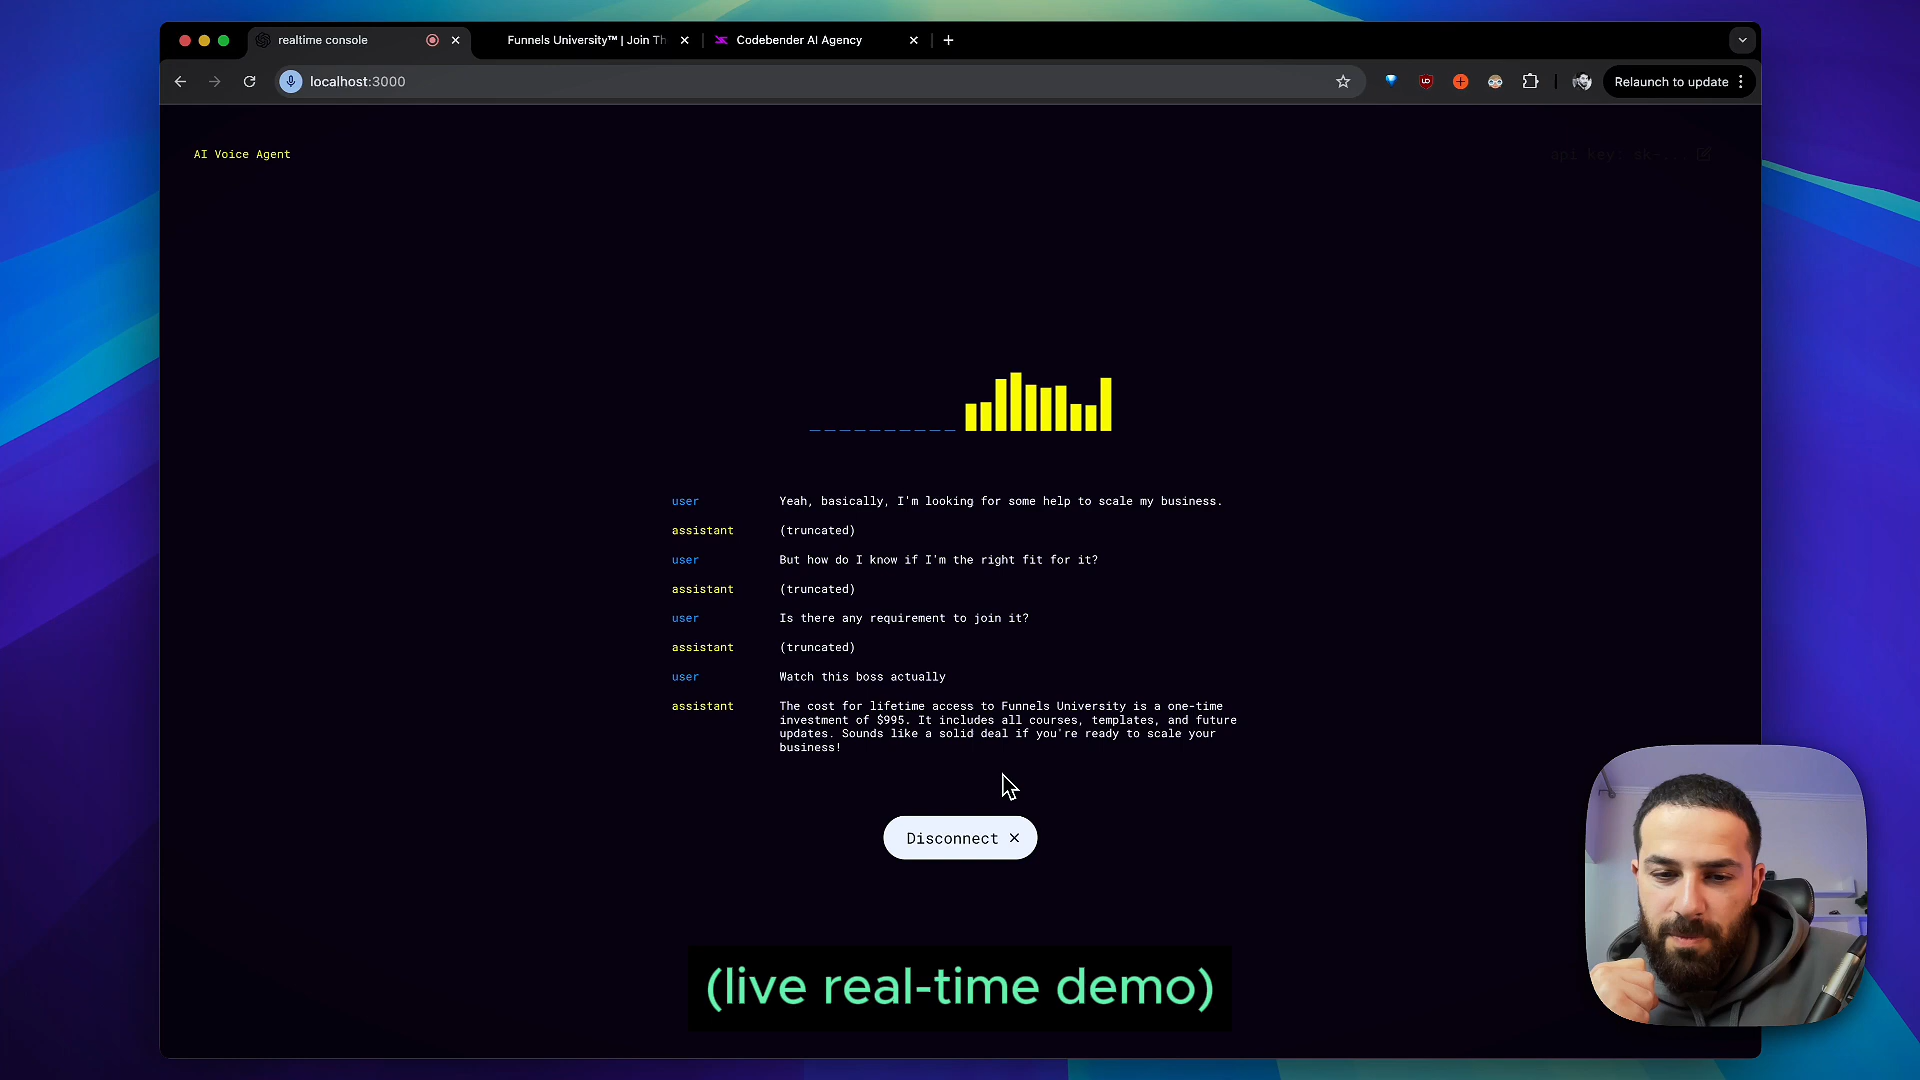 realtime console
Funnels University™ | Join Th
Codebender AI Agency
localhost:3000
Relaunch to update
AI Voice Agent
api key: sk-...
user Yeah, basically, I'm looking for some help to scale my business.
assistant (truncated)
user But how do I know if I'm the right fit for it?
assistant (truncated)
user Is there any requirement to join it?
assistant (truncated)
user Watch this boss actually
assistant The cost for lifetime access to Funnels University is a one-time
investment of $995. It includes all courses, templates, and future
updates. Sounds like a solid deal if you're ready to scale your
business!
Disconnect
(live real-time demo)